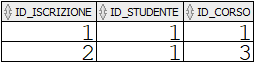 ID_ISCRIZIONE ID_STUDENTE ID_CORSO
1 1 1
2 1 3